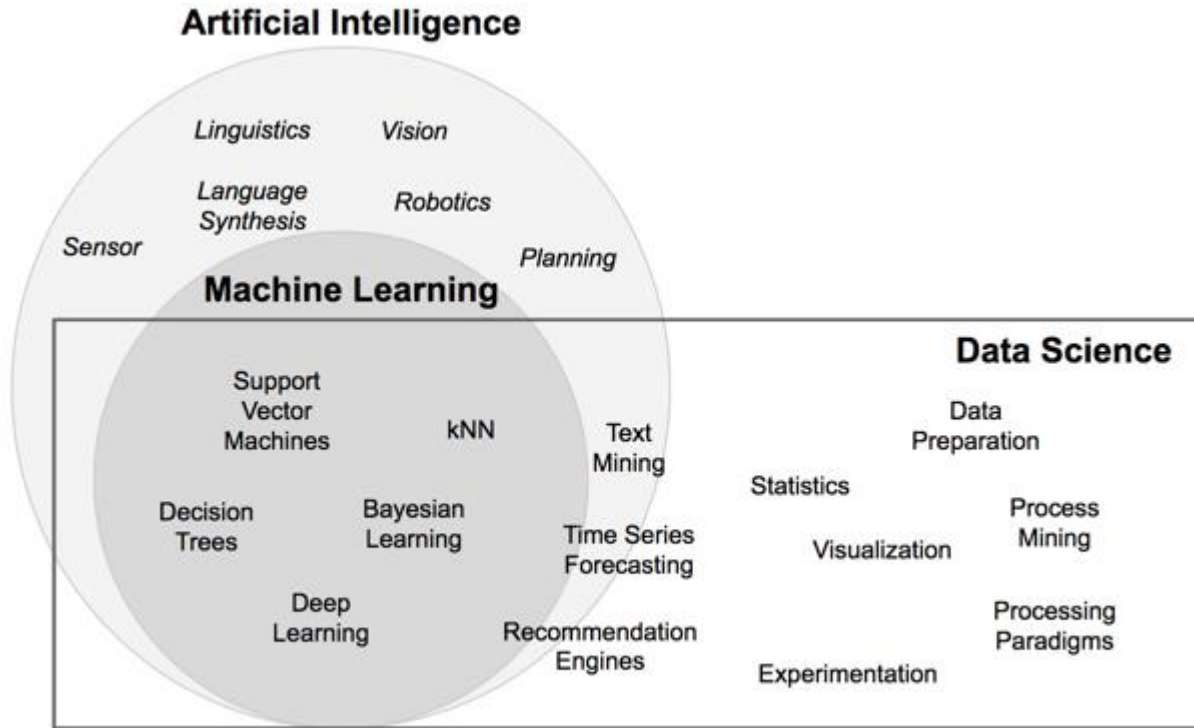 Artificial Intelligence
Linguistics
Vision
Language
Synthesis
Robotics
Sensor
Planning
Machine Learning
Data Science
Support
Vector
Machines
kNN
Text
Mining
Data
Preparation
Statistics
Decision
Trees
Bayesian
Learning
Time Series
Forecasting
Visualization
Process
Mining
Deep
Learning
Recommendation
Engines
Experimentation
Processing
Paradigms